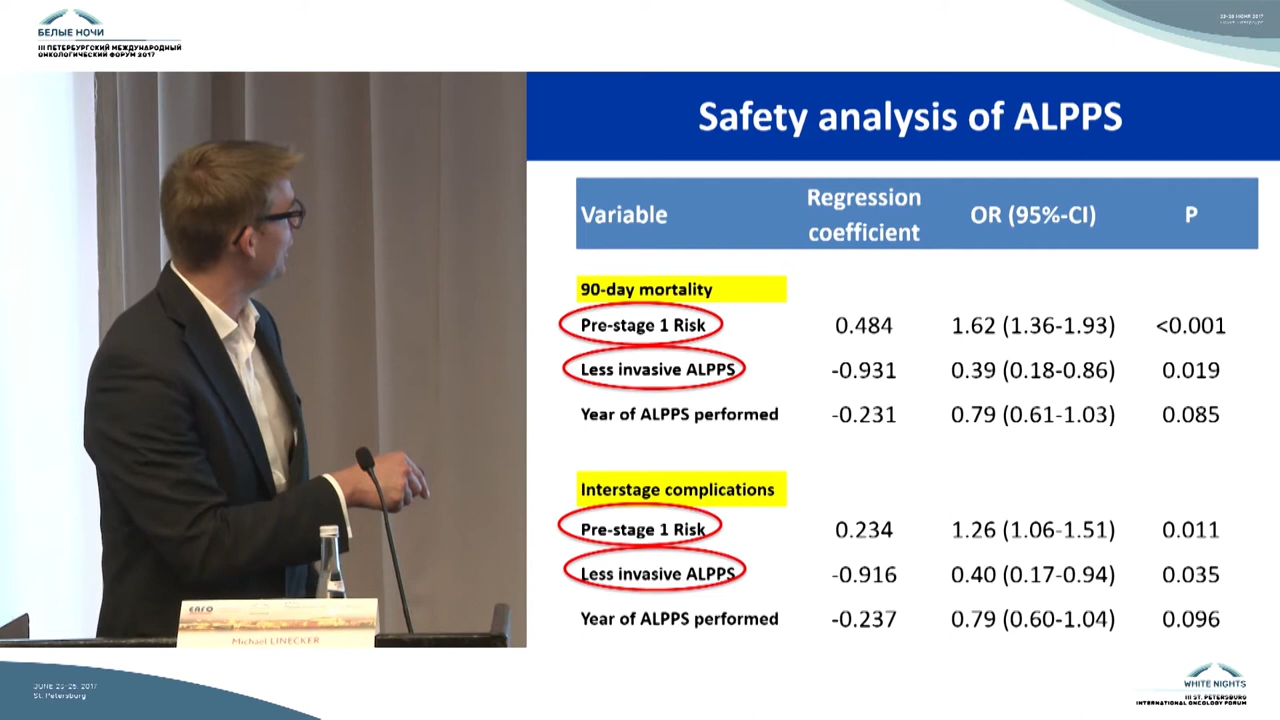 БЕЛЫЕ НОЧИ
III ПЕТЕРБУРГСКИЙ МЕЖДУНАРОДНЫЙ
ОНКОЛОГИЧЕСКИЙ ФОРУМ 2017
23-25 ИЮНЯ 2017
Safety analysis of ALPPS
Variable
Regression coefficient
OR (95%-CI)
P
90-day mortality
Pre-stage 1 Risk 0.484 1.62 (1.36-1.93) <0.001
Less invasive ALPPS -0.931 0.39 (0.18-0.86) 0.019
Year of ALPPS performed -0.231 0.79 (0.61-1.03) 0.085
Interstage complications
Pre-stage 1 Risk 0.234 1.26 (1.06-1.51) 0.011
Less invasive ALPPS -0.916 0.40 (0.17-0.94) 0.035
Year of ALPPS performed -0.237 0.79 (0.60-1.04) 0.096
Michael LINECKER
JUNE 23-25, 2017
St. Petersburg
WHITE NIGHTS
III ST. PETERSBURG
INTERNATIONAL ONCOLOGY FORUM